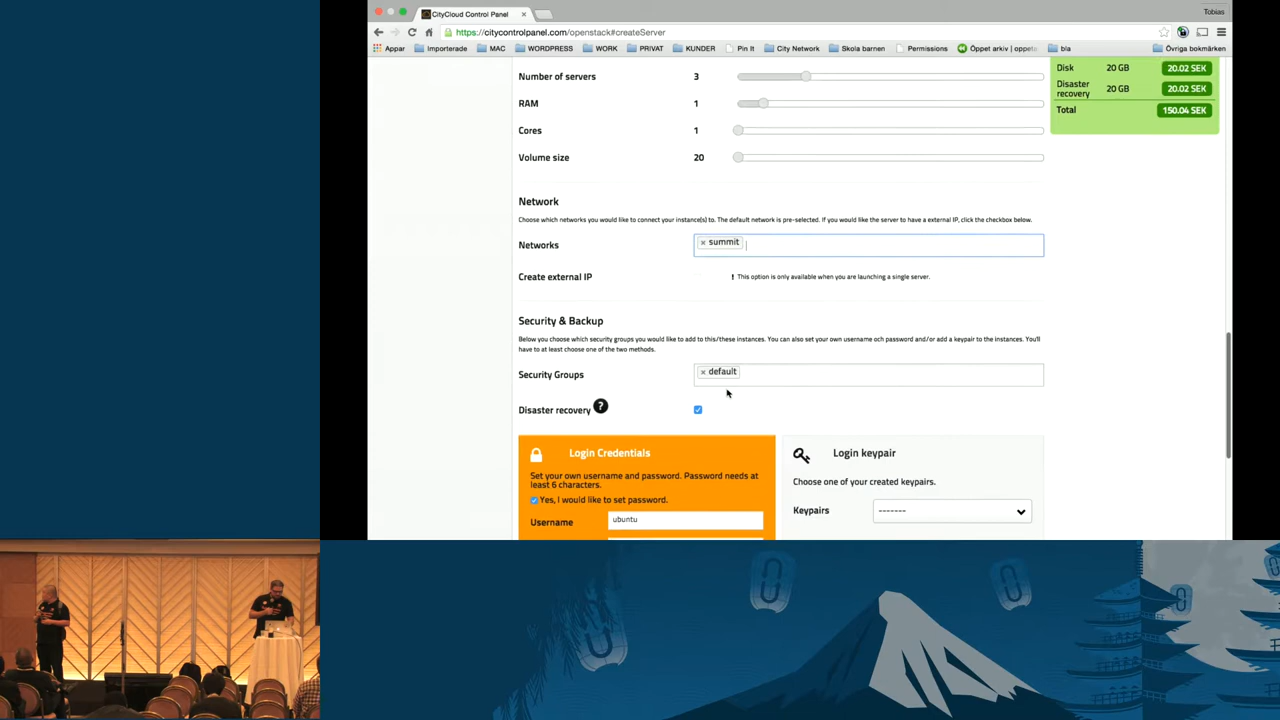 CityCloud Control Panel
Tobias
https://citycontrolpanel.com/openstack#createServer
Appar Importerade MAC WORDPRESS WORK PRIVAT KUNDER Pin It City Network Skola barnen Permissions Öppet arkiv | oppeta bla Övriga bokmärken
Number of servers 3
RAM 1
Cores 1
Volume size 20
Disk 20 GB 20.02 SEK
Disaster recovery 20 GB 20.02 SEK
Total 150.04 SEK
Network
Choose which networks you would like to connect your instance(s) to. The default network is pre-selected. If you would like the server to have a external IP, click the checkbox below.
Networks × summit
Create external IP ! This option is only available when you are launching a single server.
Security & Backup
Below you choose which security groups you would like to add to this/these instances. You can also set your own username och password and/or add a keypair to the instances. You'll
have to at least choose one of the two methods.
Security Groups × default
Disaster recovery ?
Login Credentials
Set your own username and password. Password needs at
least 6 characters.
Yes, I would like to set password.
Username ubuntu
Login keypair
Choose one of your created keypairs.
Keypairs -------